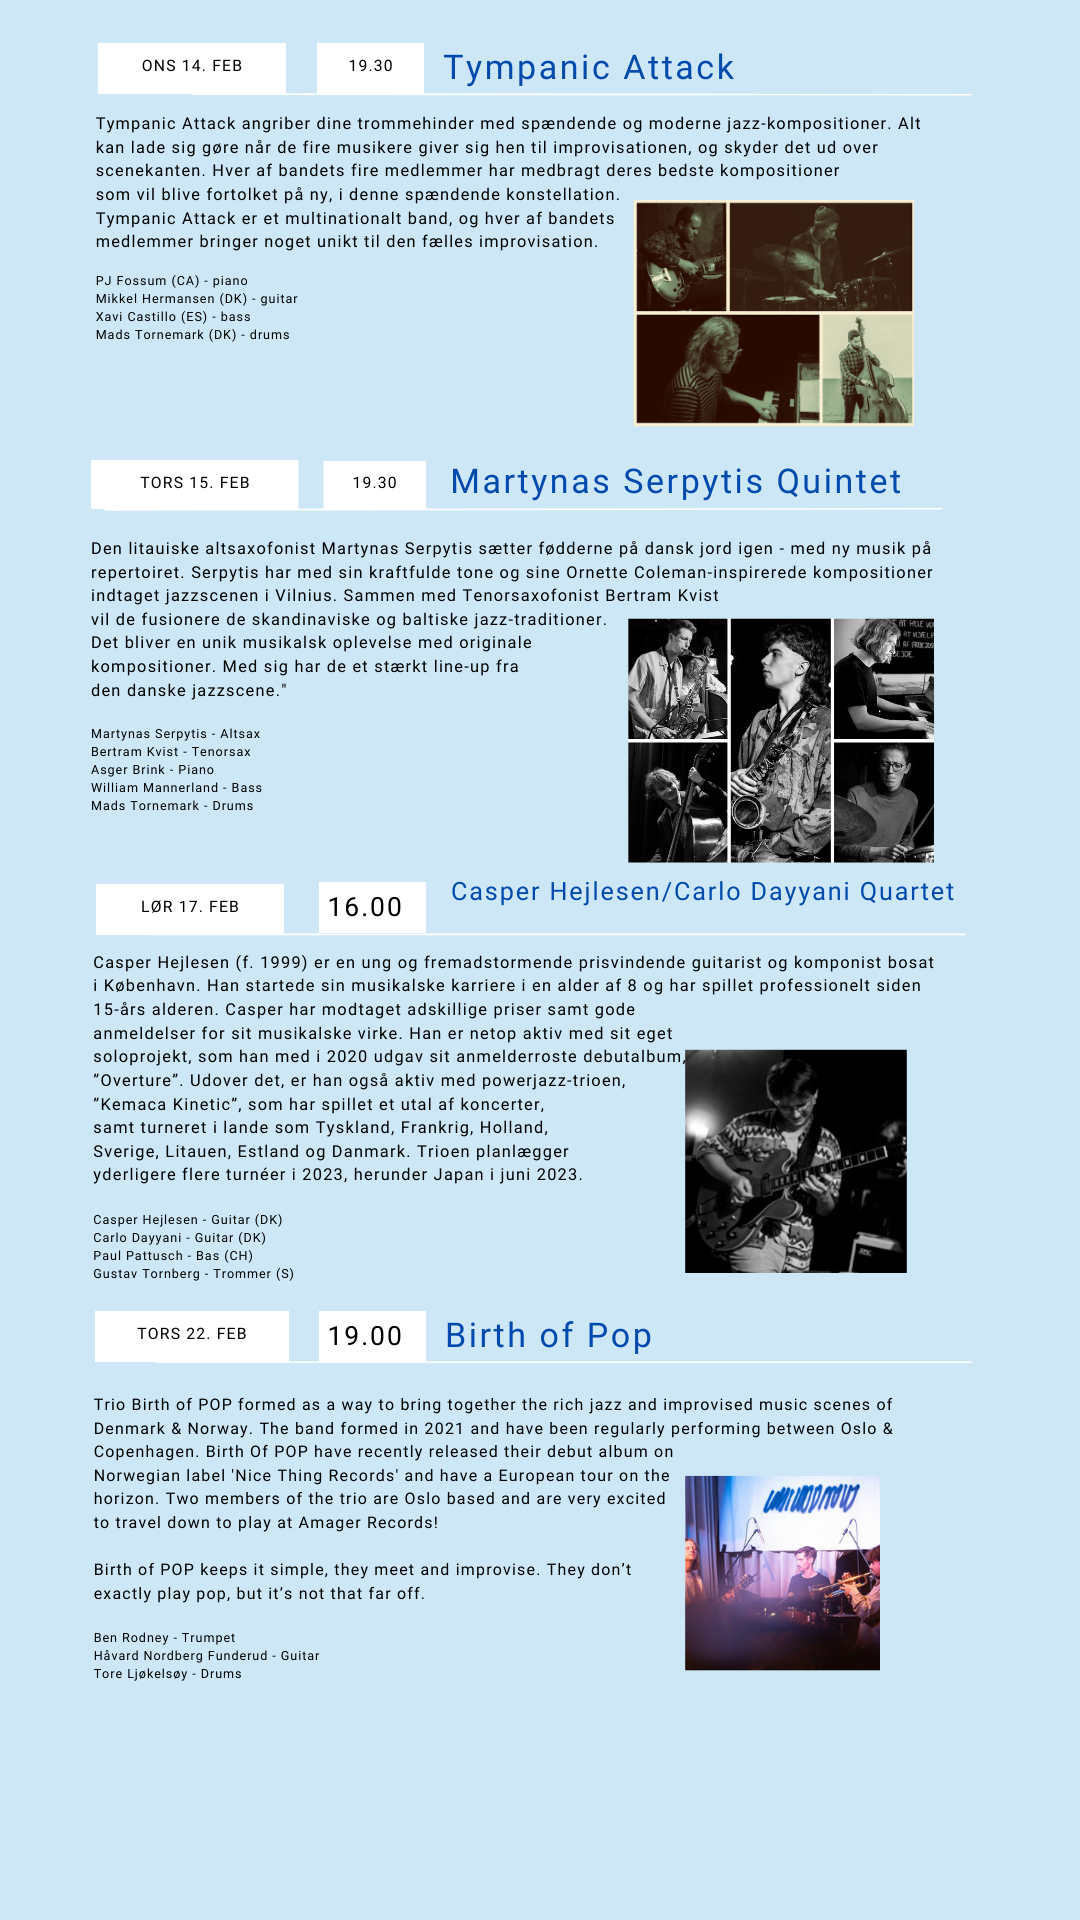 ONS 14. FEB
19.30
Tympanic Attack
Tympanic Attack angriber dine trommehinder med spændende og moderne jazz-kompositioner. Alt
kan lade sig gøre når de fire musikere giver sig hen til improvisationen, og skyder det ud over
scenekanten. Hver af bandets fire medlemmer har medbragt deres bedste kompositioner
som vil blive fortolket på ny, i denne spændende konstellation.
Tympanic Attack er et multinationalt band, og hver af bandets
medlemmer bringer noget unikt til den fælles improvisation.
PJ Fossum (CA) - piano
Mikkel Hermansen (DK) - guitar
Xavi Castillo (ES) - bass
Mads Tornemark (DK) - drums
TORS 15. FEB
19.30
Martynas Serpytis Quintet
Den litauiske altsaxofonist Martynas Serpytis sætter fødderne på dansk jord igen - med ny musik på
repertoiret. Serpytis har med sin kraftfulde tone og sine Ornette Coleman-inspirerede kompositioner
indtaget jazzscenen i Vilnius. Sammen med Tenorsaxofonist Bertram Kvist
vil de fusionere de skandinaviske og baltiske jazz-traditioner.
Det bliver en unik musikalsk oplevelse med originale
kompositioner. Med sig har de et stærkt line-up fra
den danske jazzscene."
Martynas Serpytis - Altsax
Bertram Kvist - Tenorsax
Asger Brink - Piano
William Mannerland - Bass
Mads Tornemark - Drums
LØR 17. FEB
16.00
Casper Hejlesen/Carlo Dayyani Quartet
Casper Hejlesen (f. 1999) er en ung og fremadstormende prisvindende guitarist og komponist bosat
i København. Han startede sin musikalske karriere i en alder af 8 og har spillet professionelt siden
15-års alderen. Casper har modtaget adskillige priser samt gode
anmeldelser for sit musikalske virke. Han er netop aktiv med sit eget
soloprojekt, som han med i 2020 udgav sit anmelderroste debutalbum,
”Overture”. Udover det, er han også aktiv med powerjazz-trioen,
”Kemaca Kinetic”, som har spillet et utal af koncerter,
samt turneret i lande som Tyskland, Frankrig, Holland,
Sverige, Litauen, Estland og Danmark. Trioen planlægger
yderligere flere turnéer i 2023, herunder Japan i juni 2023.
Casper Hejlesen - Guitar (DK)
Carlo Dayyani - Guitar (DK)
Paul Pattusch - Bas (CH)
Gustav Tornberg - Trommer (S)
TORS 22. FEB
19.00
Birth of Pop
Trio Birth of POP formed as a way to bring together the rich jazz and improvised music scenes of
Denmark & Norway. The band formed in 2021 and have been regularly performing between Oslo &
Copenhagen. Birth Of POP have recently released their debut album on
Norwegian label 'Nice Thing Records' and have a European tour on the
horizon. Two members of the trio are Oslo based and are very excited
to travel down to play at Amager Records!
Birth of POP keeps it simple, they meet and improvise. They don’t
exactly play pop, but it’s not that far off.
Ben Rodney - Trumpet
Håvard Nordberg Funderud - Guitar
Tore Ljøkelsøy - Drums